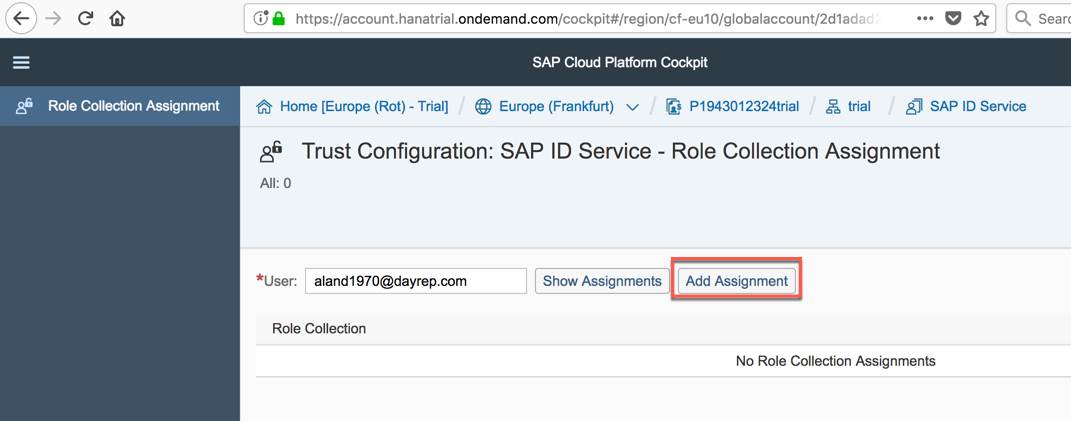 https://account.hanatrial.ondemand.com/cockpit#/region/cf-eu10/globalaccount/2d1adad
SAP Cloud Platform Cockpit
Role Collection Assignment
Home [Europe (Rot) - Trial] / Europe (Frankfurt) / P1943012324trial / trial / SAP ID Service
Trust Configuration: SAP ID Service - Role Collection Assignment
All: 0
*User: aland1970@dayrep.com Show Assignments Add Assignment
Role Collection
No Role Collection Assignments